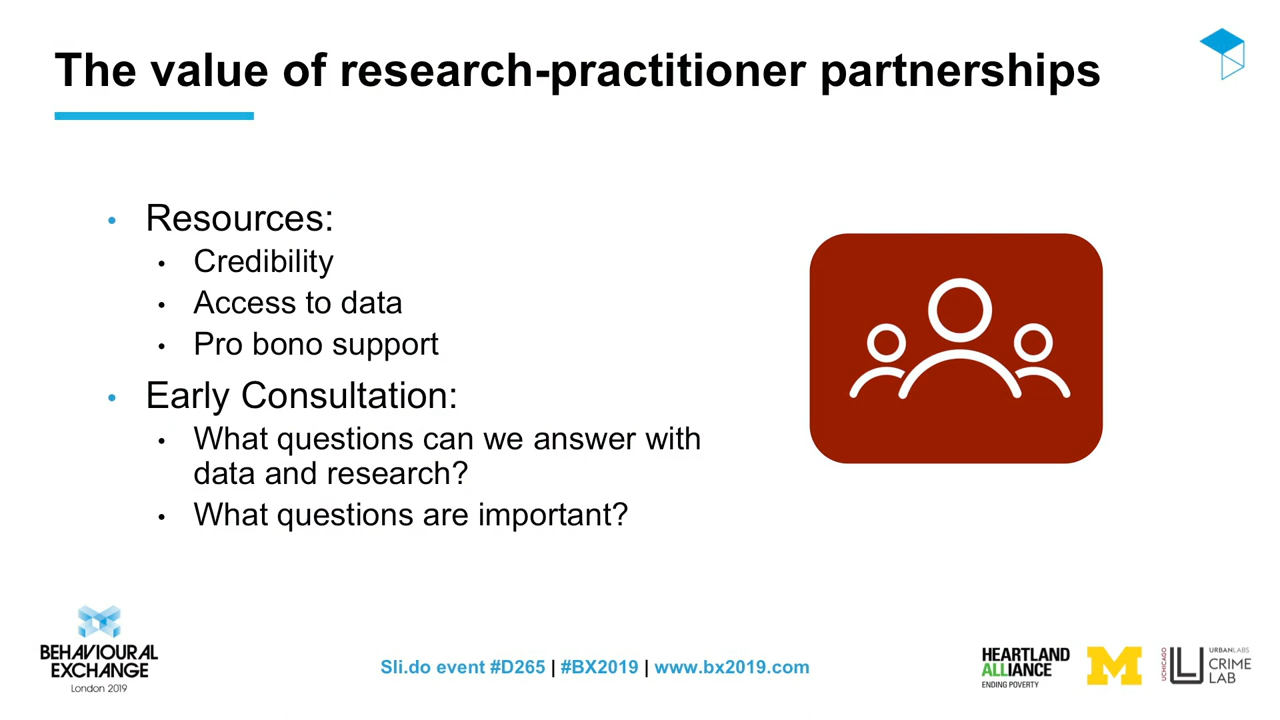 The value of research-practitioner partnerships
• Resources:
• Credibility
• Access to data
• Pro bono support
• Early Consultation:
• What questions can we answer with
data and research?
• What questions are important?
BEHAVIOURAL
EXCHANGE
London 2019
Sli.do event #D265 | #BX2019 | www.bx2019.com
HEARTLAND
ALLIANCE
ENDING POVERTY
M
UCHICAGO
URBANLABS
CRIME
LAB